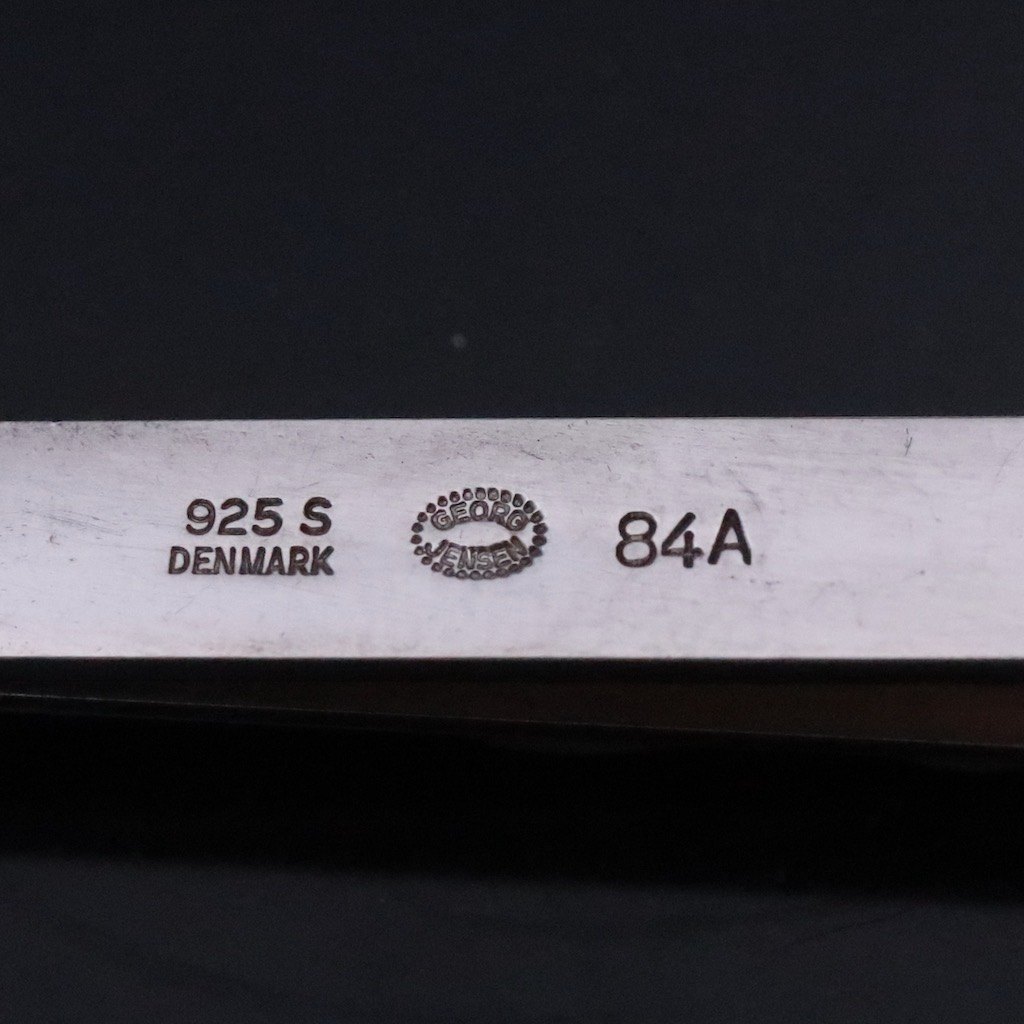 925 S
DENMARK
GEORG
JENSEN
84A